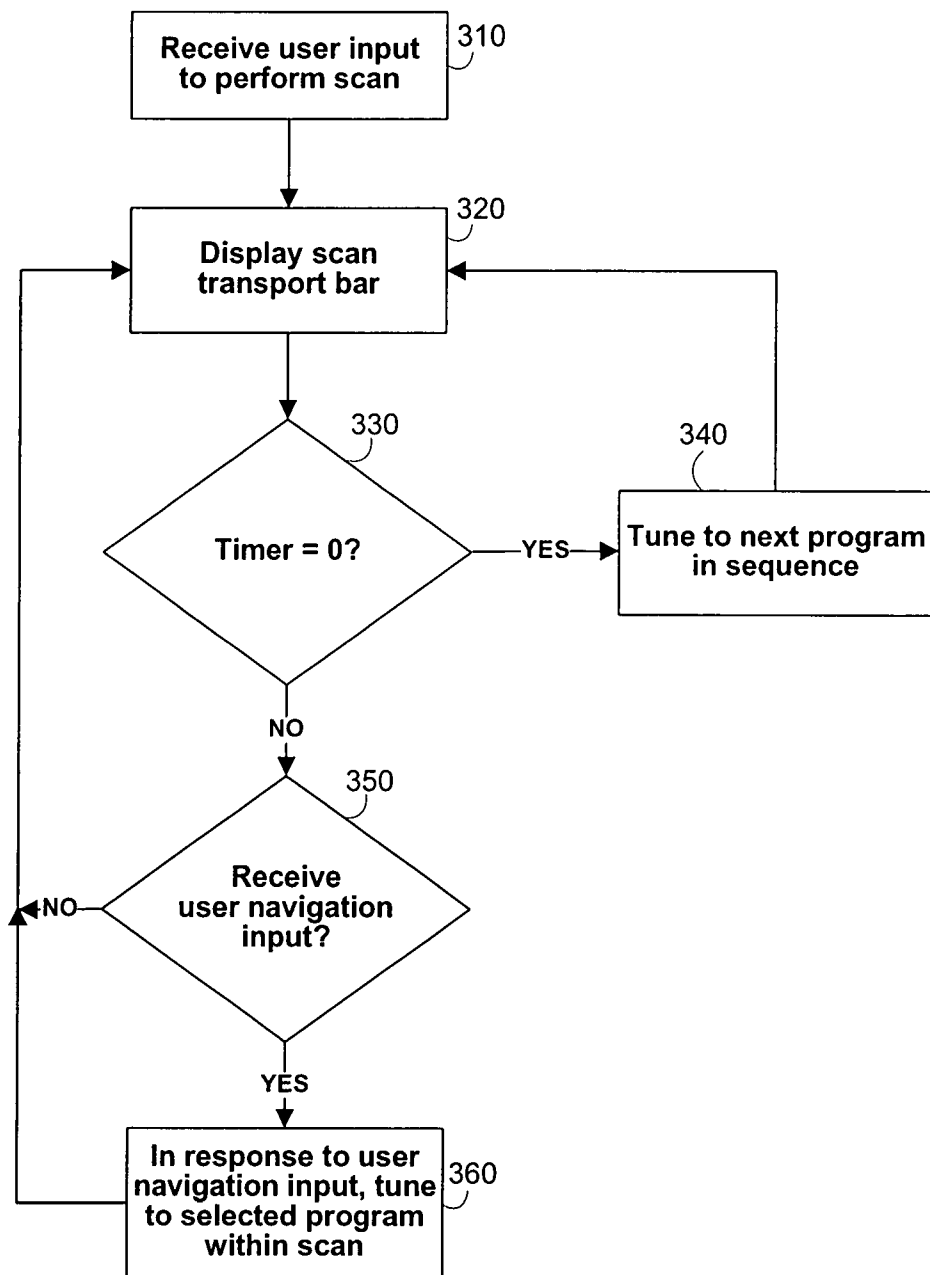 Receive user input
to perform scan
310
320
Display scan
transport bar
330
Timer = 0?
YES
340
Tune to next program
in sequence
NO
350
Receive
user navigation
input?
NO
YES
In response to user
navigation input, tune
to selected program
within scan
360